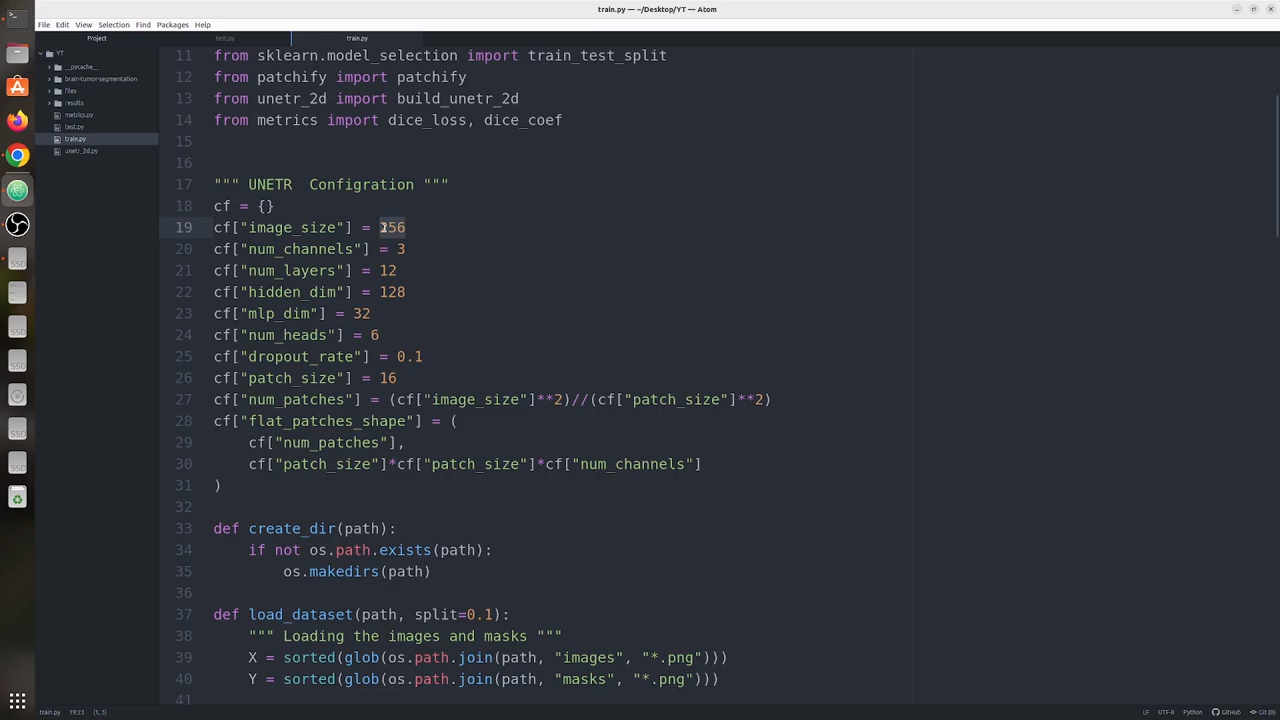 train.py — ~/Desktop/YT — Atom
File Edit View Selection Find Packages Help
Project
test.py
train.py
YT
__pycache__
brain-tumor-segmentation
files
results
metrics.py
test.py
train.py
unetr_2d.py
11 from sklearn.model_selection import train_test_split
12 from patchify import patchify
13 from unetr_2d import build_unetr_2d
14 from metrics import dice_loss, dice_coef
15
16
17 """ UNETR  Configration """
18 cf = {}
19 cf["image_size"] = 256
20 cf["num_channels"] = 3
21 cf["num_layers"] = 12
22 cf["hidden_dim"] = 128
23 cf["mlp_dim"] = 32
24 cf["num_heads"] = 6
25 cf["dropout_rate"] = 0.1
26 cf["patch_size"] = 16
27 cf["num_patches"] = (cf["image_size"]**2)//(cf["patch_size"]**2)
28 cf["flat_patches_shape"] = (
29     cf["num_patches"],
30     cf["patch_size"]*cf["patch_size"]*cf["num_channels"]
31 )
32
33 def create_dir(path):
34     if not os.path.exists(path):
35         os.makedirs(path)
36
37 def load_dataset(path, split=0.1):
38     """ Loading the images and masks """
39     X = sorted(glob(os.path.join(path, "images", "*.png")))
40     Y = sorted(glob(os.path.join(path, "masks", "*.png")))
41
train.py 19:23 (1, 3) LF UTF-8 Python GitHub Git (0)
SSD
SSD
SSD
SSD
SSD
SSD